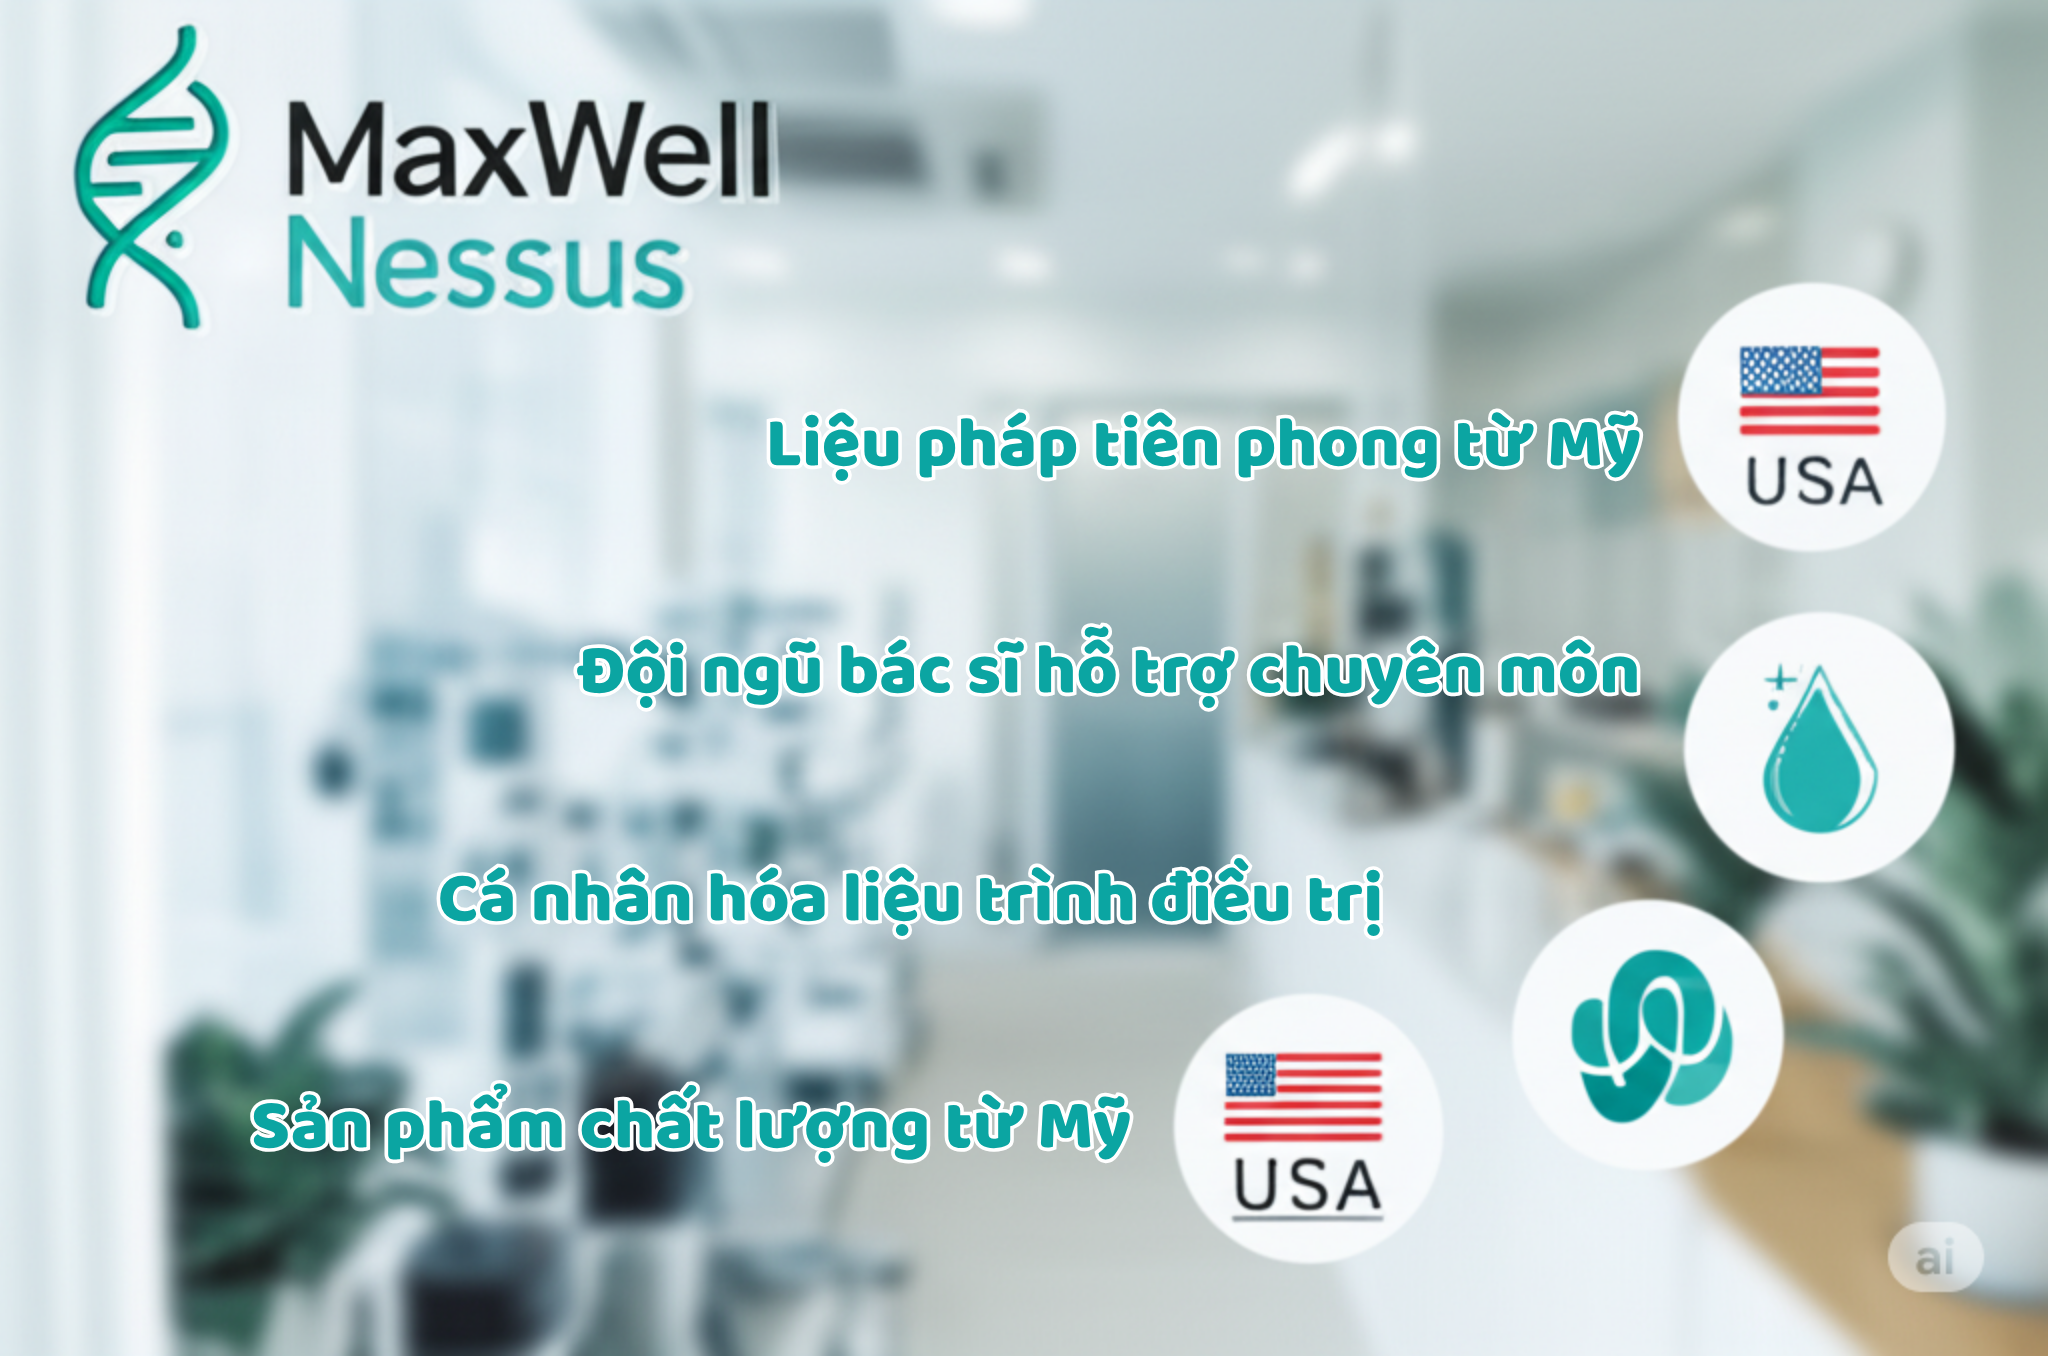 MaxWell
Nessus
Liệu pháp tiên phong từ Mỹ
USA
Đội ngũ bác sĩ hỗ trợ chuyên môn
Cá nhân hóa liệu trình điều trị
Sản phẩm chất lượng từ Mỹ
USA
ai